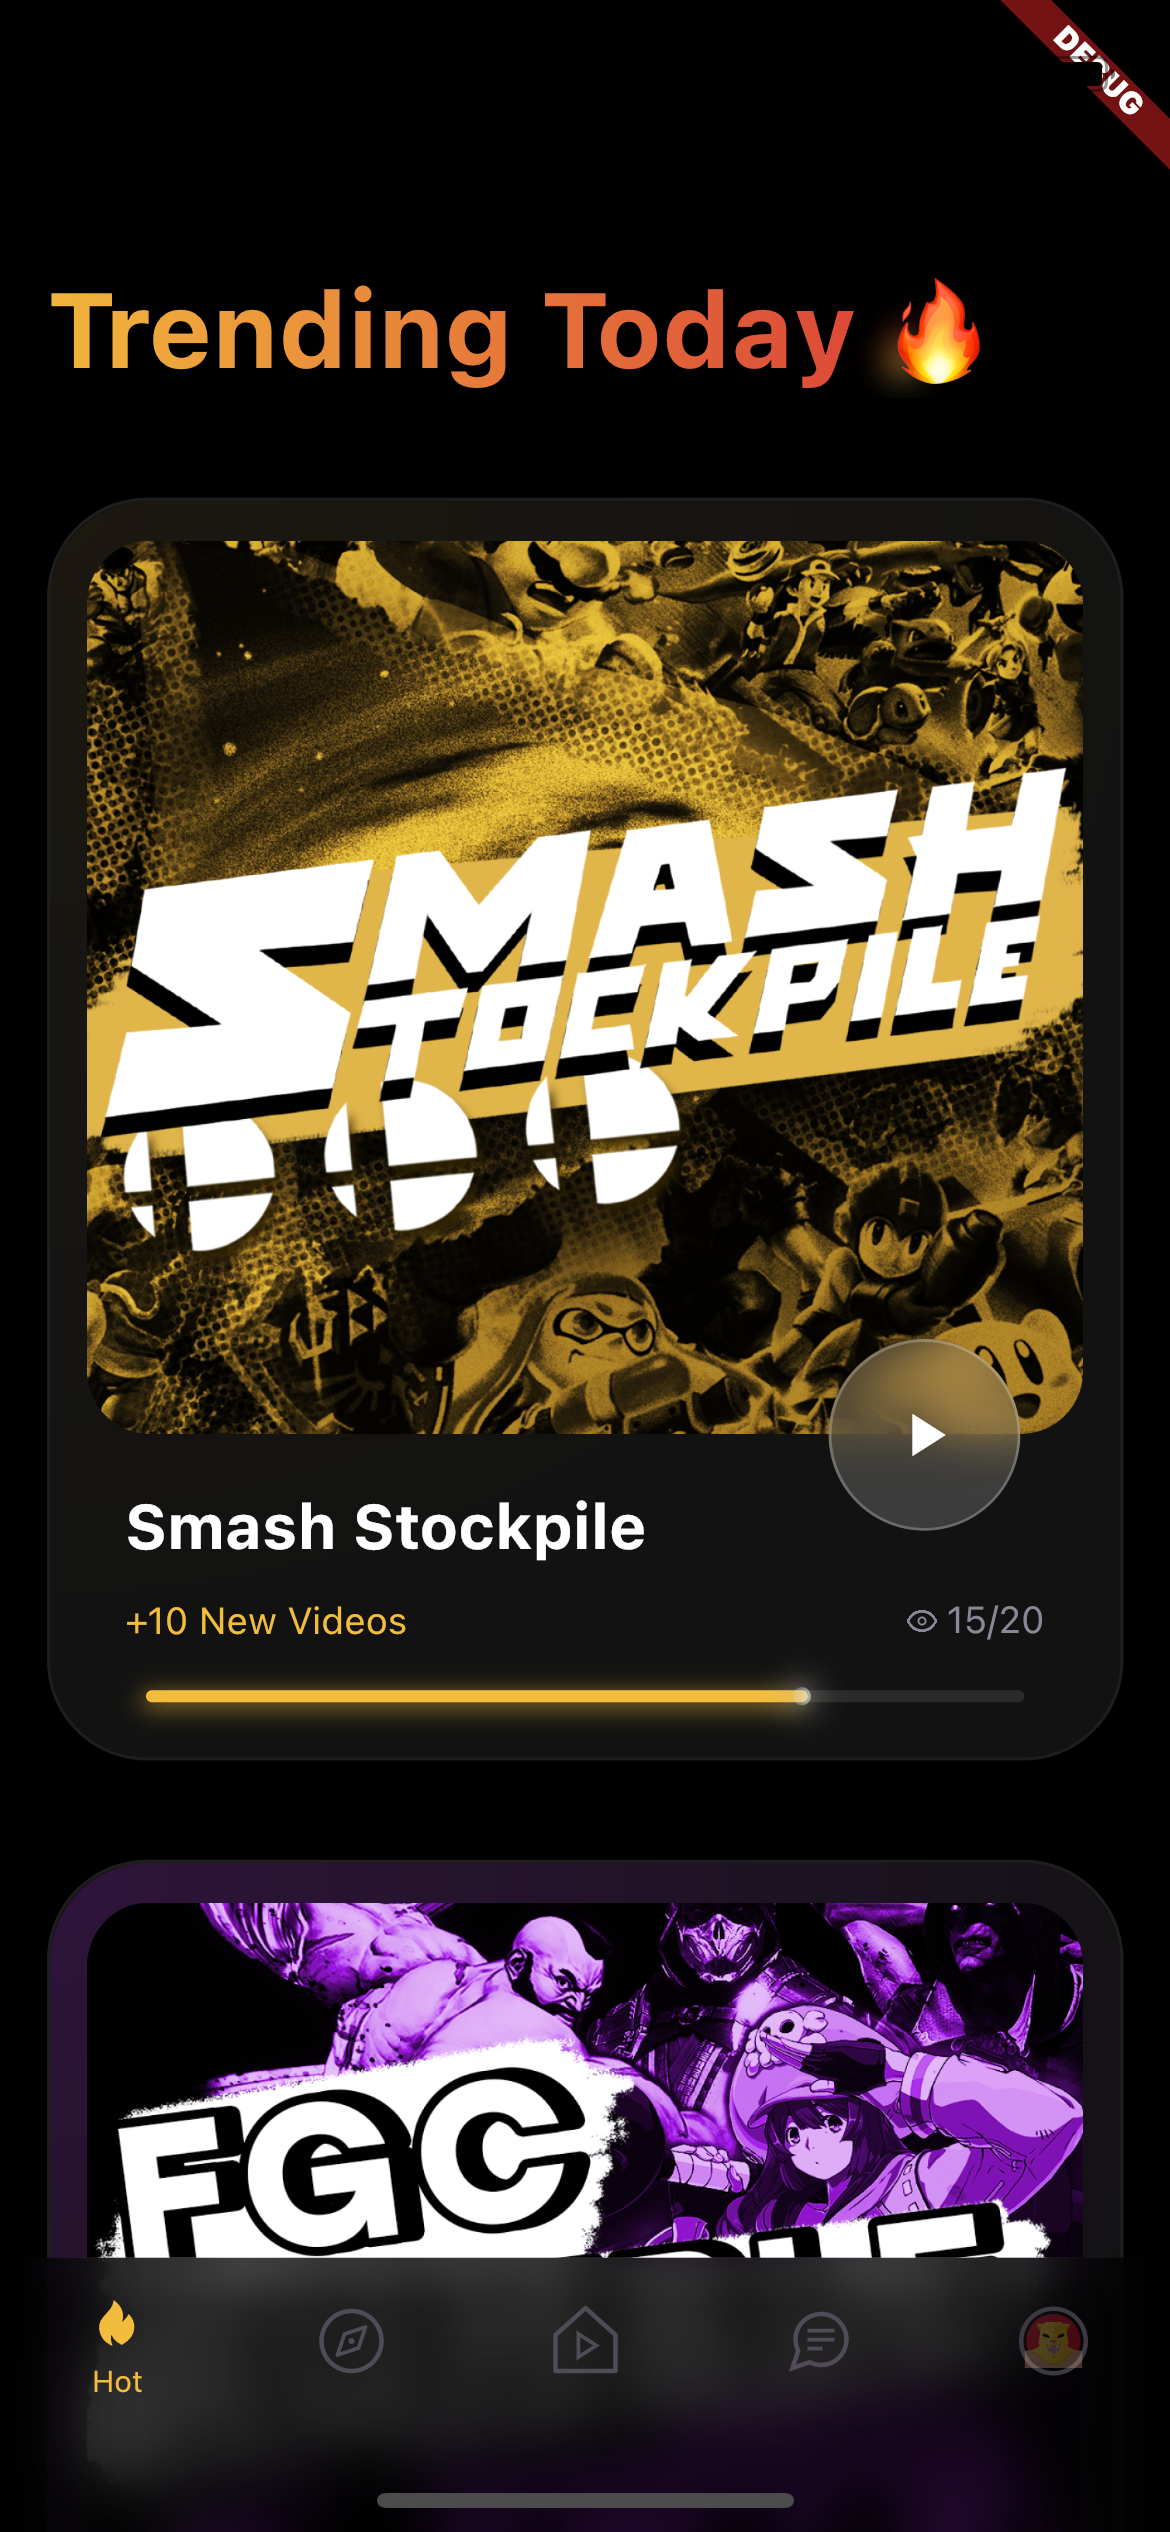 DEBUG
Trending Today 🔥
SMASH
STOCKPILE
Smash Stockpile
+10 New Videos
15/20
FGC
Hot